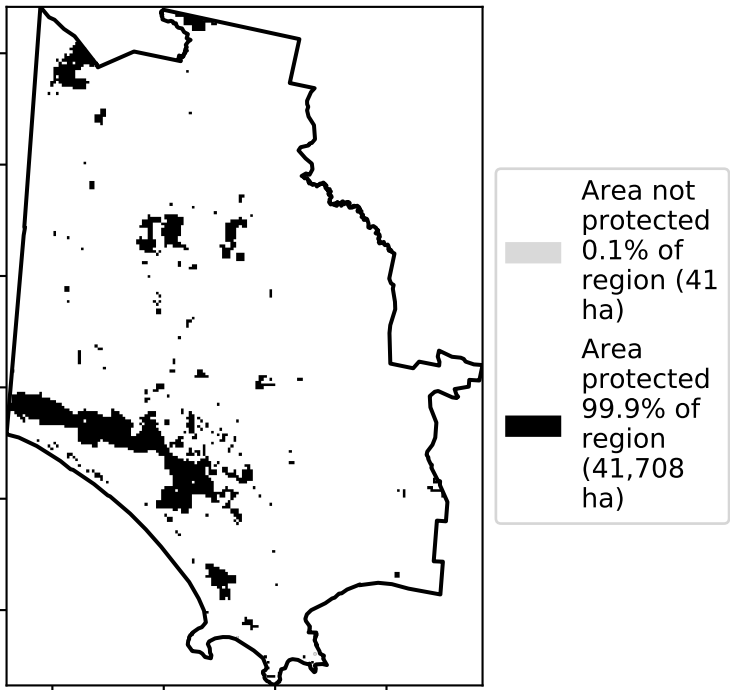 Area not
protected
0.1% of
region (41
ha)
Area
protected
99.9% of
region
(41,708
ha)